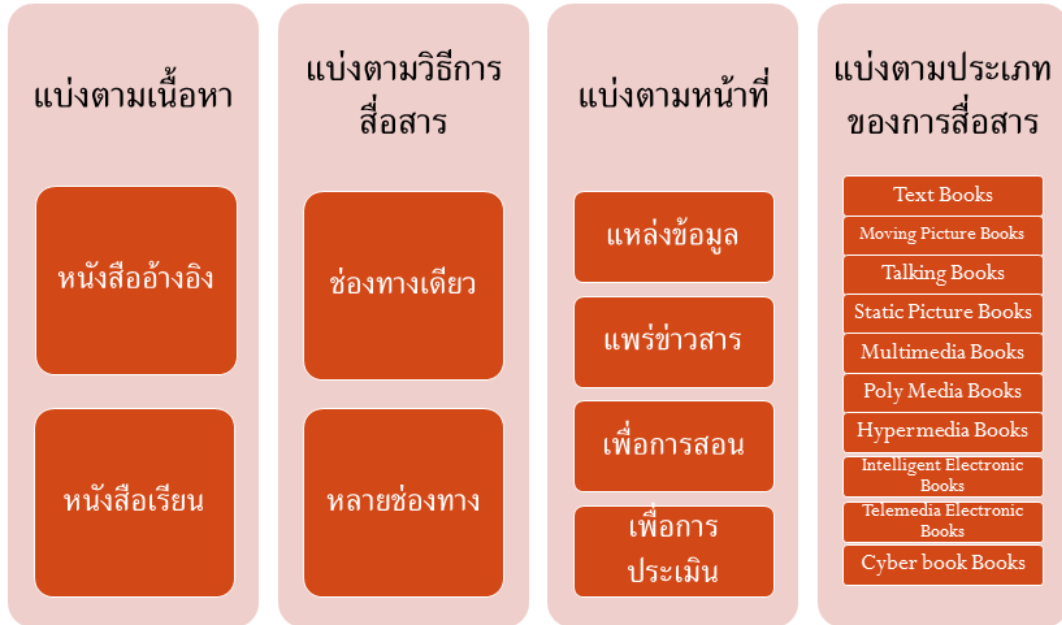 แบ่งตามเนื้อหา
หนังสืออ้างอิง
หนังสือเรียน
แบ่งตามวิธีการ
สื่อสาร
ช่องทางเดียว
หลายช่องทาง
แบ่งตามหน้าที่
แหล่งข้อมูล
แพร่ข่าวสาร
เพื่อการสอน
เพื่อการ
ประเมิน
แบ่งตามประเภท
ของการสื่อสาร
Text Books
Moving Picture Books
Talking Books
Static Picture Books
Multimedia Books
Poly Media Books
Hypermedia Books
Intelligent Electronic
Books
Telemedia Electronic
Books
Cyber book Books